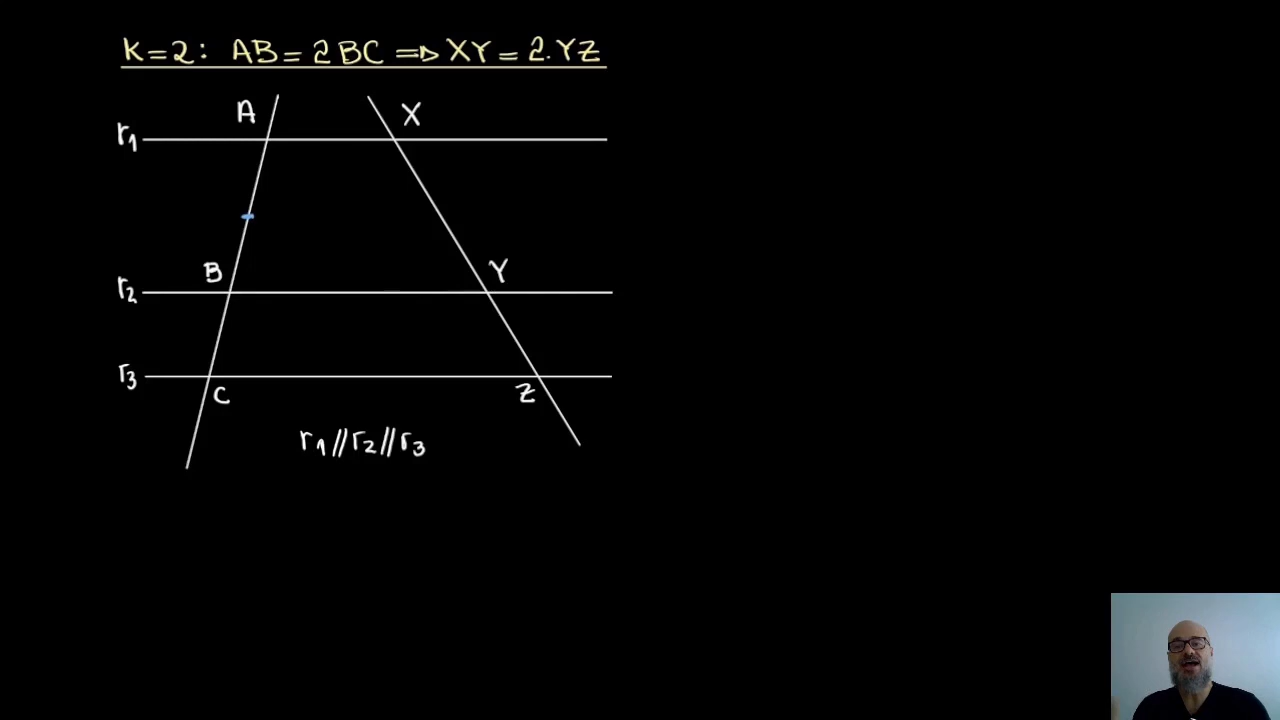 K=2: AB=2BC ⇒ XY=2.YZ
A X
r₁
B Y
r₂
r₃
C Z
r₁//r₂//r₃